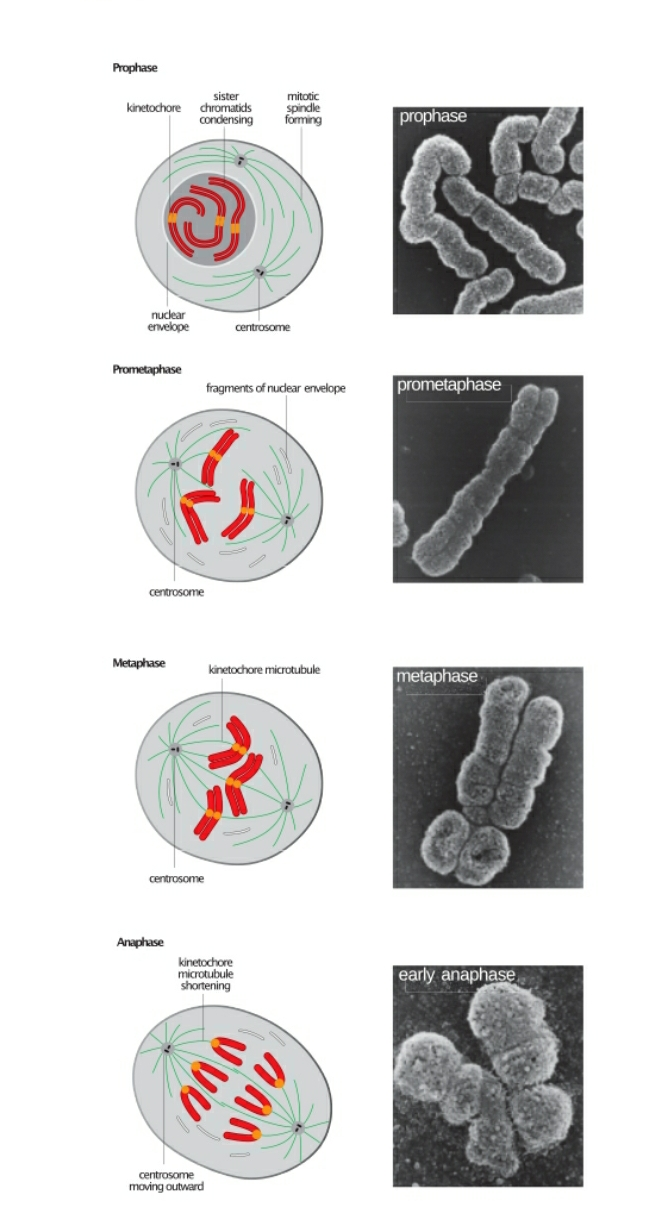 Prophase
kinetochore
sister
chromatids
condensing
mitotic
spindle
forming
nuclear
envelope
centrosome
prophase
Prometaphase
fragments of nuclear envelope
centrosome
prometaphase
Metaphase
kinetochore microtubule
centrosome
metaphase
Anaphase
kinetochore
microtubule
shortening
centrosome
moving outward
early anaphase